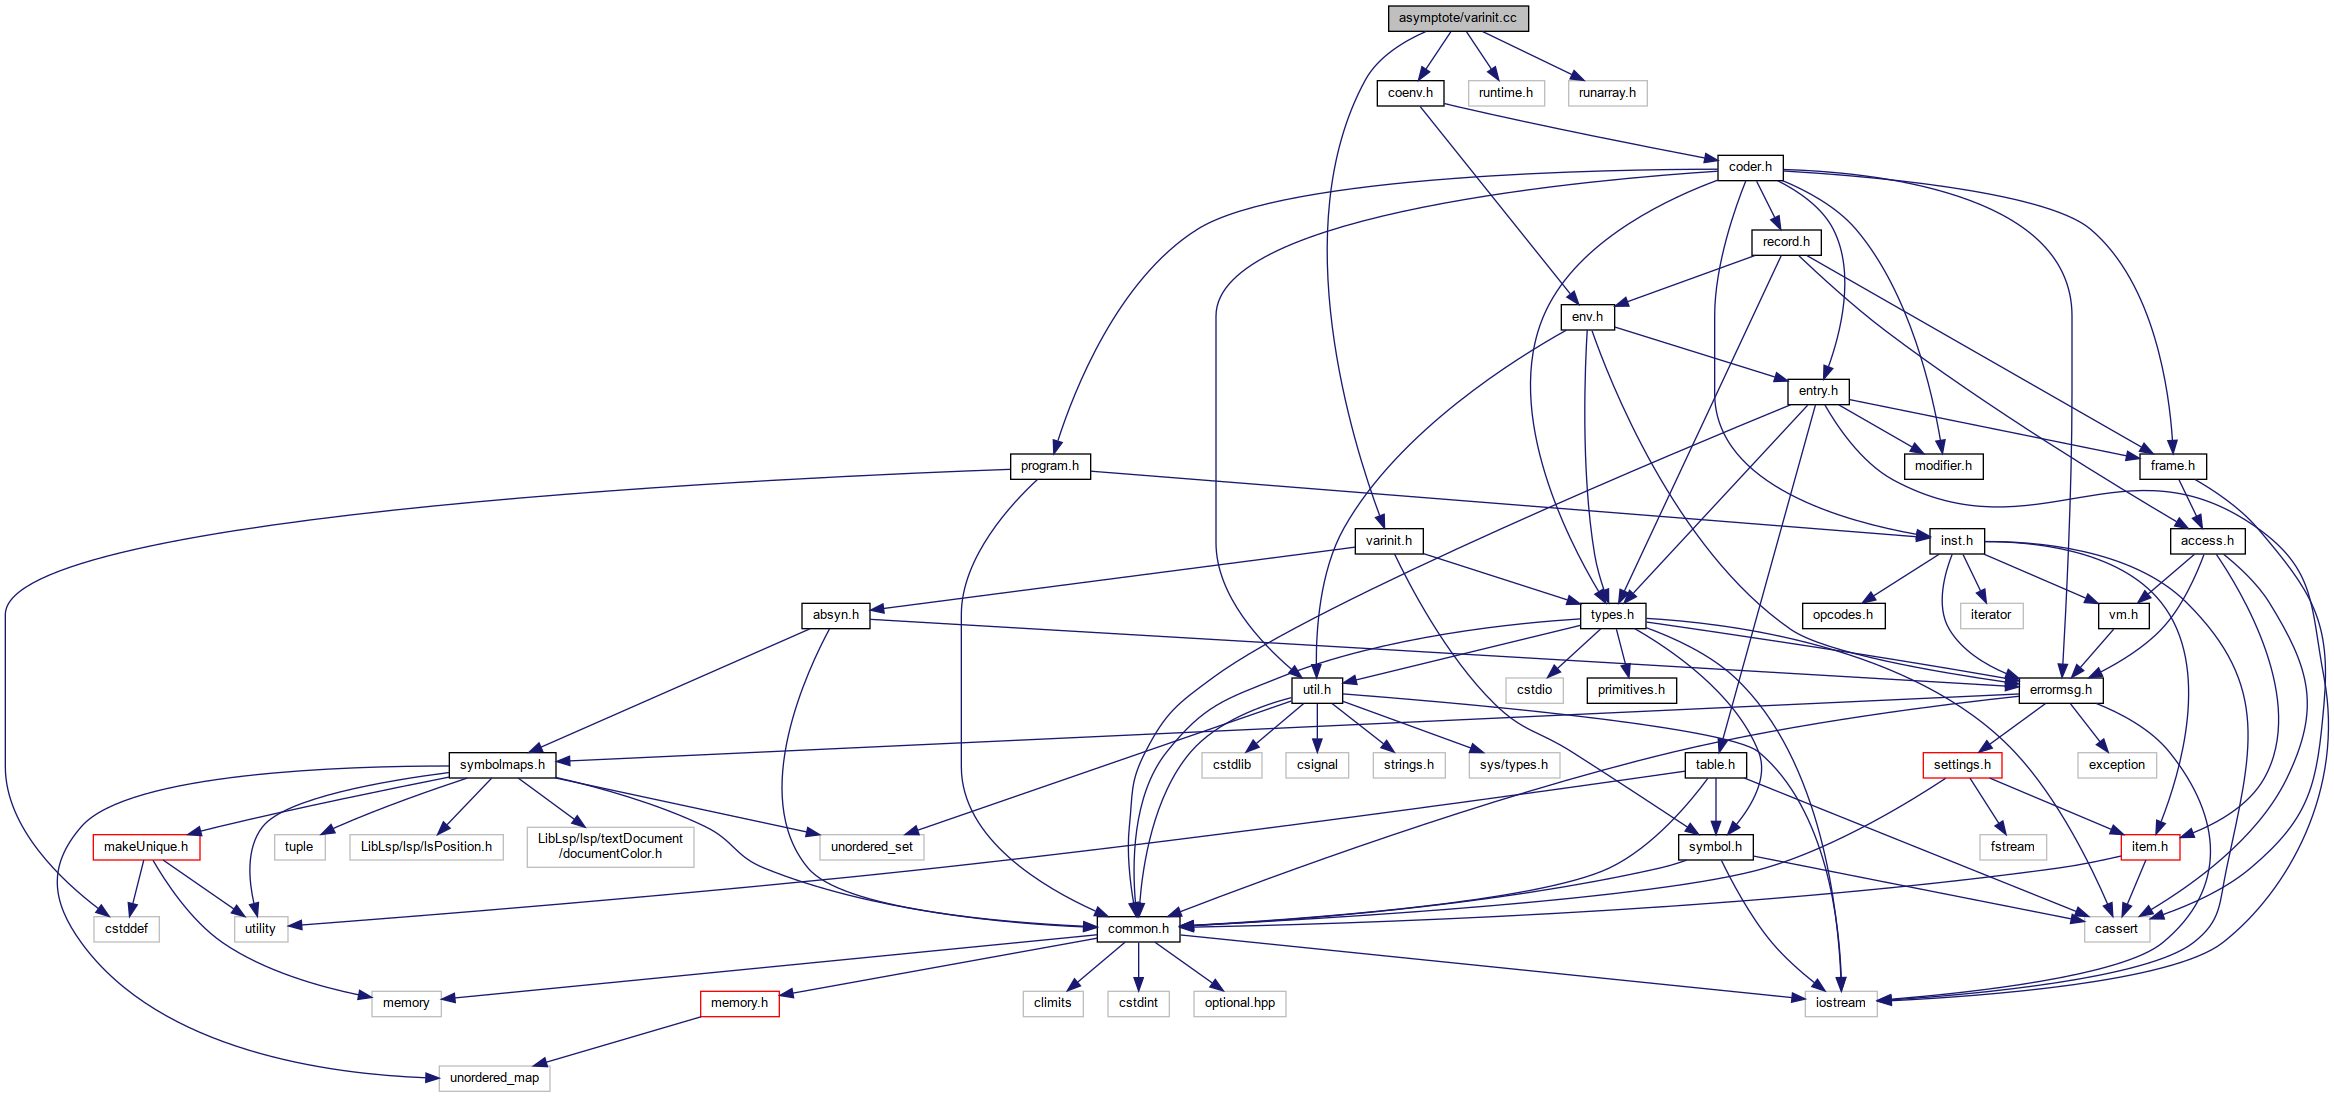 asymptote/varinit.cc
coenv.h
runtime.h
runarray.h
coder.h
record.h
env.h
entry.h
program.h
modifier.h
frame.h
varinit.h
inst.h
access.h
absyn.h
types.h
opcodes.h
iterator
vm.h
util.h
cstdio
primitives.h
errormsg.h
symbolmaps.h
cstdlib
csignal
strings.h
sys/types.h
table.h
settings.h
exception
makeUnique.h
tuple
LibLsp/lsp/lsPosition.h
LibLsp/lsp/textDocument
/documentColor.h
unordered_set
symbol.h
fstream
item.h
cstddef
utility
common.h
cassert
memory
memory.h
climits
cstdint
optional.hpp
iostream
unordered_map